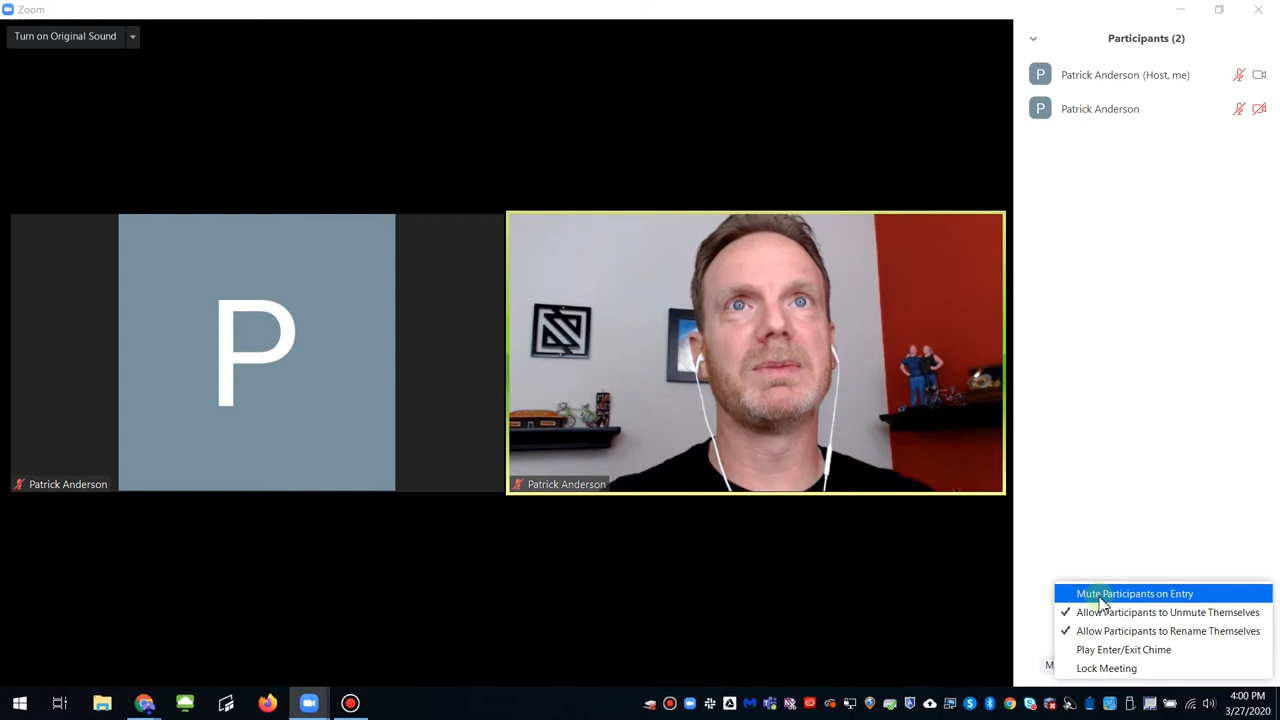 Zoom
Turn on Original Sound
Participants (2)
P
Patrick Anderson (Host, me)
P
Patrick Anderson
P
Patrick Anderson
Patrick Anderson
Mute Participants on Entry
Allow Participants to Unmute Themselves
Allow Participants to Rename Themselves
Play Enter/Exit Chime
Lock Meeting
M
4:00 PM
3/27/2020